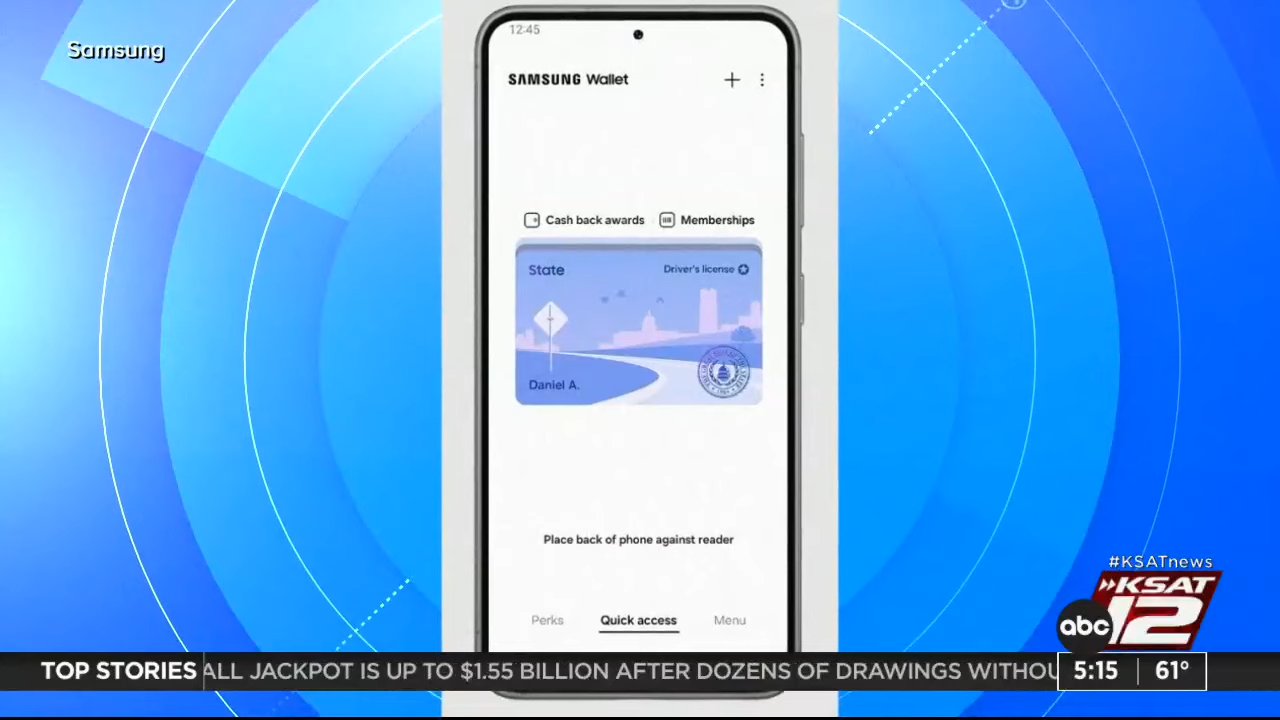 Samsung
12:45
SAMSUNG Wallet
Cash back awards
Memberships
State
Driver's license
Daniel A.
Place back of phone against reader
Perks
Quick access
Menu
#KSATnews
KSAT
abc
12
TOP STORIES
ALL JACKPOT IS UP TO $1.55 BILLION AFTER DOZENS OF DRAWINGS WITHOU
5:15
61°